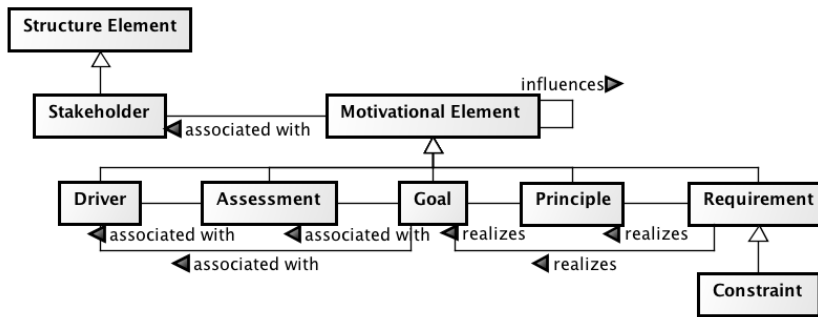 Structure Element
influences
Stakeholder
Motivational Element
associated with
Driver
Assessment
Goal
Principle
Requirement
associated with
associated with
realizes
realizes
associated with
realizes
Constraint